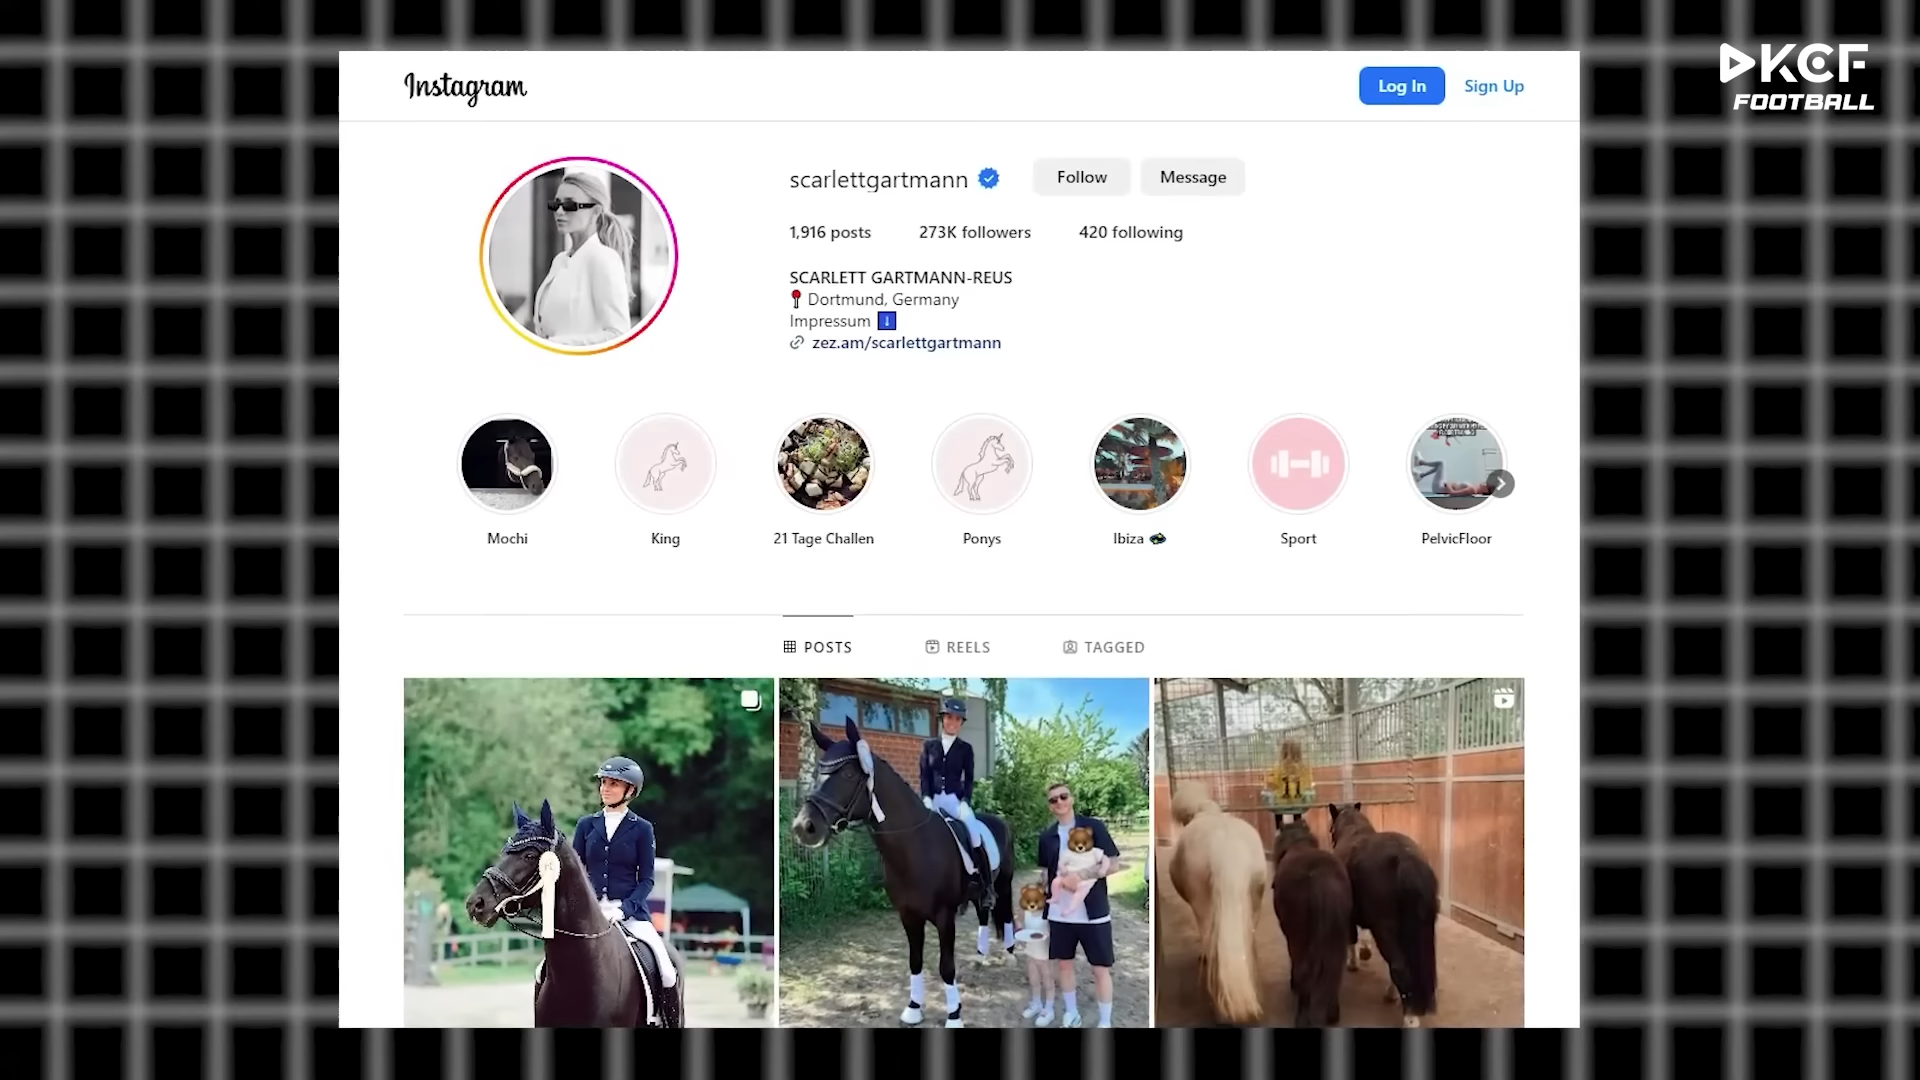 KCF
FOOTBALL
Instagram
Log In
Sign Up
scarlettgartmann
Follow
Message
1,916 posts
273K followers
420 following
SCARLETT GARTMANN-REUS
Dortmund, Germany
Impressum
zez.am/scarlettgartmann
Mochi
King
21 Tage Challen
Ponys
Ibiza
Sport
PelvicFloor
POSTS
REELS
TAGGED